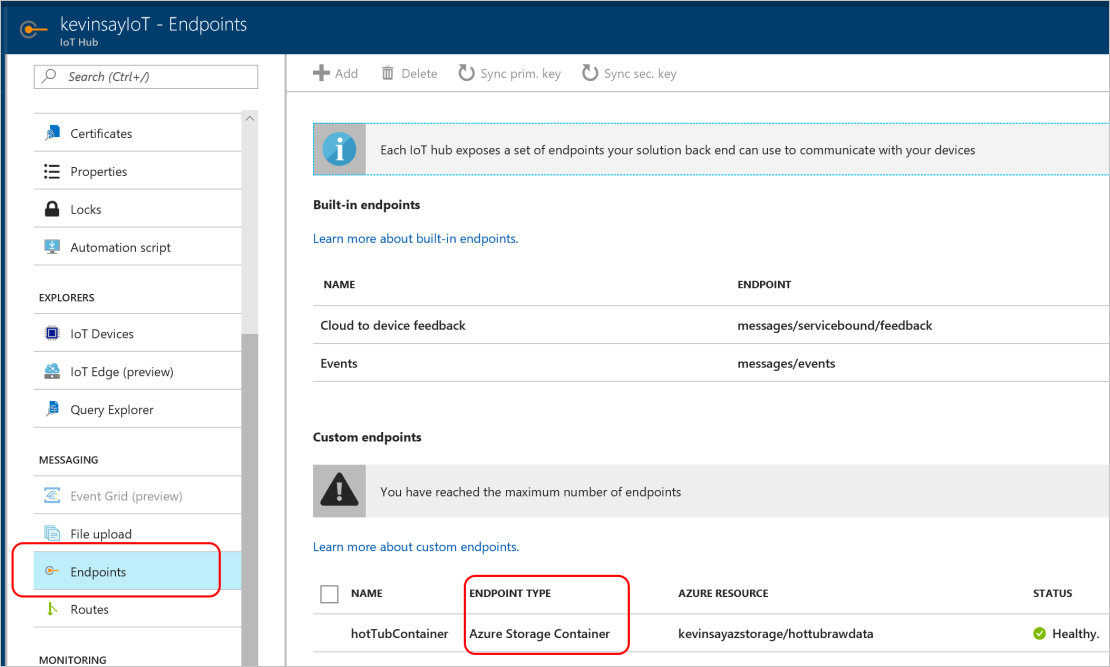 kevinsayIoT - Endpoints
IoT Hub
Search (Ctrl+/)
Certificates
Properties
Locks
Automation script
EXPLORERS
IoT Devices
IoT Edge (preview)
Query Explorer
MESSAGING
Event Grid (preview)
File upload
Endpoints
Routes
MONITORING
Add Delete Sync prim. key Sync sec. key
Each IoT hub exposes a set of endpoints your solution back end can use to communicate with your devices
Built-in endpoints
Learn more about built-in endpoints.
NAME ENDPOINT
Cloud to device feedback messages/servicebound/feedback
Events messages/events
Custom endpoints
You have reached the maximum number of endpoints
Learn more about custom endpoints.
NAME ENDPOINT TYPE AZURE RESOURCE STATUS
hotTubContainer Azure Storage Container kevinsayazstorage/hottubrawdata Healthy.